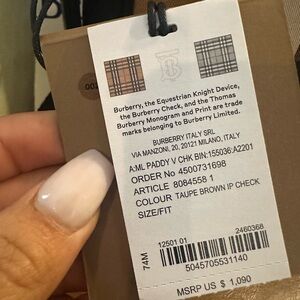 Burberry, the Equestrian Knight Device,
the Burberry Check, and the Thomas
Burberry Monogram and Print are trade
marks belonging to Burberry Limited.
BURBERRY ITALY SRL
VIA MANZONI, 20, 20121 MILANO, ITALY
A:ML PADDY V CHK BIN:155036:A2201
ORDER No 4500731698
ARTICLE 8084558 1
COLOUR TAUPE BROWN IP CHECK
SIZE/FIT
74M
12501 01 2460368
5045705531140
MSRP US $ 1,090